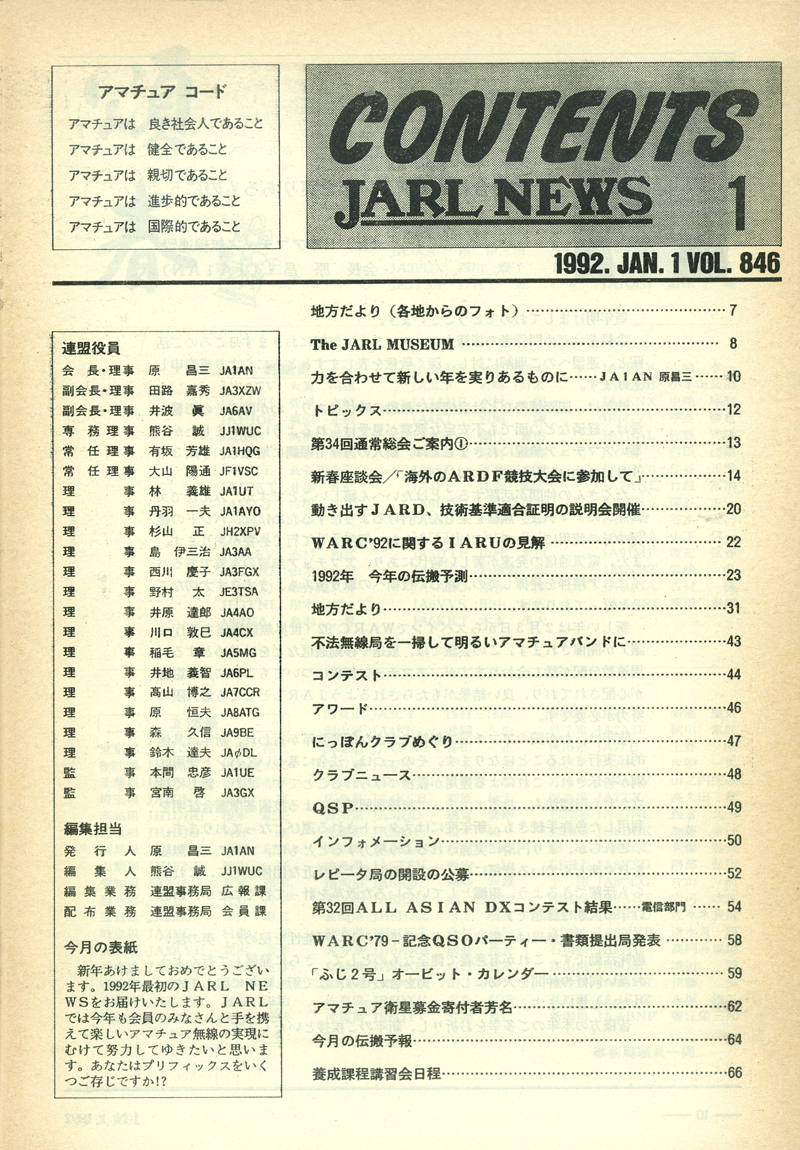 アマチュア コード
アマチュアは 良き社会人であること
アマチュアは 健全であること
アマチュアは 親切であること
アマチュアは 進歩的であること
アマチュアは 国際的であること
CONTENTS
JARL NEWS 1
1992. JAN. 1 VOL. 846
連盟役員
会長・理事 原 昌三 JA1AN
副会長・理事 田路 嘉秀 JA3XZW
副会長・理事 井波 眞 JA6AV
専務理事 熊谷 誠 JJ1WUC
常任理事 有坂 芳雄 JA1HQG
常任理事 大山 陽通 JF1VSC
理事 林 義雄 JA1UT
理事 丹羽 一夫 JA1AYO
理事 杉山 正 JH2XPV
理事 島 伊三治 JA3AA
理事 西川 慶子 JA3FGX
理事 野村 太 JE3TSA
理事 井原 達郎 JA4AO
理事 川口 敦巳 JA4CX
理事 稲毛 章 JA5MG
理事 井地 義智 JA6PL
理事 高山 博之 JA7CCR
理事 原 恒夫 JA8ATG
理事 森 久信 JA9BE
理事 鈴木 達夫 JAφDL
監事 本間 忠彦 JA1UE
監事 宮南 啓 JA3GX
編集担当
発行人 原 昌三 JA1AN
編集人 熊谷 誠 JJ1WUC
編集業務 連盟事務局 広報課
配布業務 連盟事務局 会員課
今月の表紙
新年あけましておめでとうござい
ます。1992年最初のJARL NE
WSをお届けいたします。JARL
では今年も会員のみなさんと手を携
えて楽しいアマチュア無線の実現に
むけて努力してゆきたいと思いま
す。あなたはプリフィックスをいく
つご存じですか!?
地方だより（各地からのフォト）……7
The JARL MUSEUM ……8
力を合わせて新しい年を実りあるものに……JA1AN 原昌三……10
トピックス……12
第34回通常総会ご案内①……13
新春座談会／「海外のARDF競技大会に参加して」……14
動き出すJARD、技術基準適合証明の説明会開催……20
WARC'92に関するIARUの見解……22
1992年 今年の伝搬予測……23
地方だより……31
不法無線局を一掃して明るいアマチュアバンドに……43
コンテスト……44
アワード……46
にっぽんクラブめぐり……47
クラブニュース……48
QSP……49
インフォメーション……50
レピータ局の開設の公募……52
第32回ALL ASIAN DXコンテスト結果……電信部門……54
WARC'79-記念QSOパーティー・書類提出局発表……58
「ふじ2号」オービット・カレンダー……59
アマチュア衛星募金寄付者芳名……62
今月の伝搬予報……64
養成課程講習会日程……66